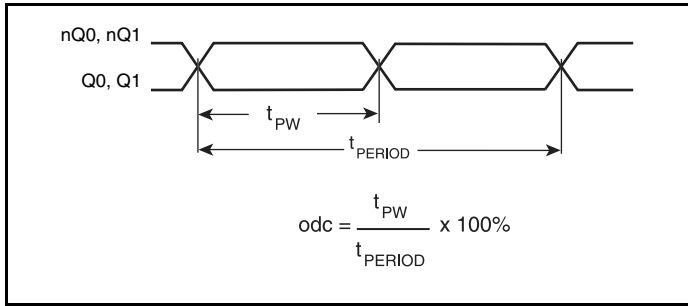 nQ0, nQ1
Q0, Q1
tPW
tPERIOD
odc = tPW / tPERIOD x 100%